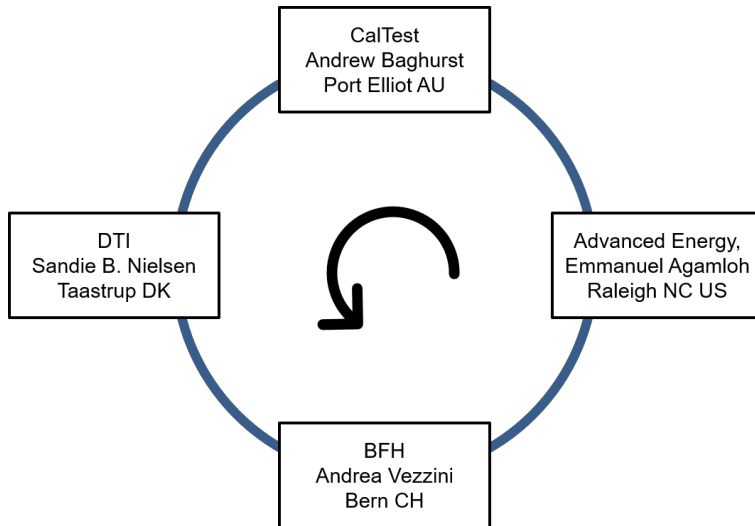 CalTest
Andrew Baghurst
Port Elliot AU
DTI
Sandie B. Nielsen
Taastrup DK
Advanced Energy,
Emmanuel Agamloh
Raleigh NC US
BFH
Andrea Vezzini
Bern CH